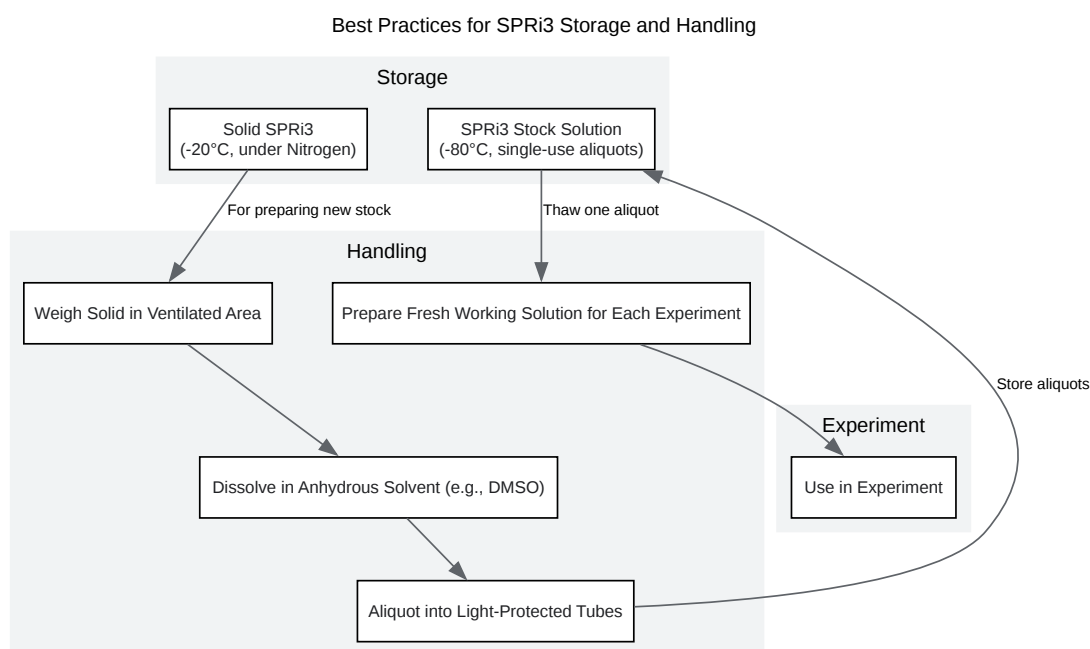 Best Practices for SPRi3 Storage and Handling
Storage
Solid SPRi3
(-20°C, under Nitrogen)
SPRi3 Stock Solution
(-80°C, single-use aliquots)
For preparing new stock
Thaw one aliquot
Handling
Weigh Solid in Ventilated Area
Prepare Fresh Working Solution for Each Experiment
Store aliquots
Experiment
Dissolve in Anhydrous Solvent (e.g., DMSO)
Use in Experiment
Aliquot into Light-Protected Tubes